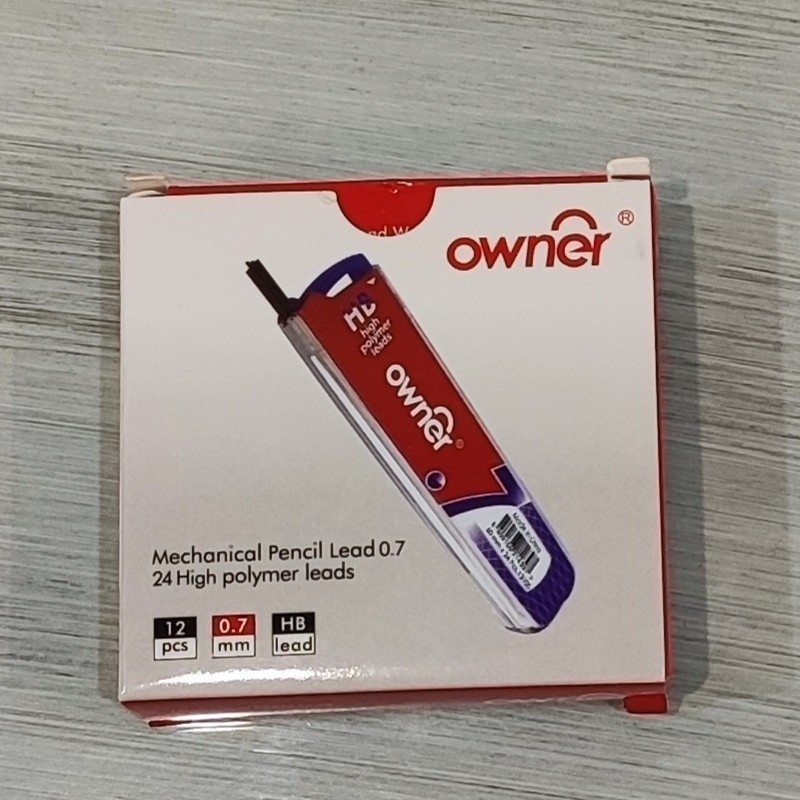 owner ®
HB
high
polymer
leads
owner ®
Mechanical Pencil Lead 0.7
24 High polymer leads
12
pcs
0.7
mm
HB
lead